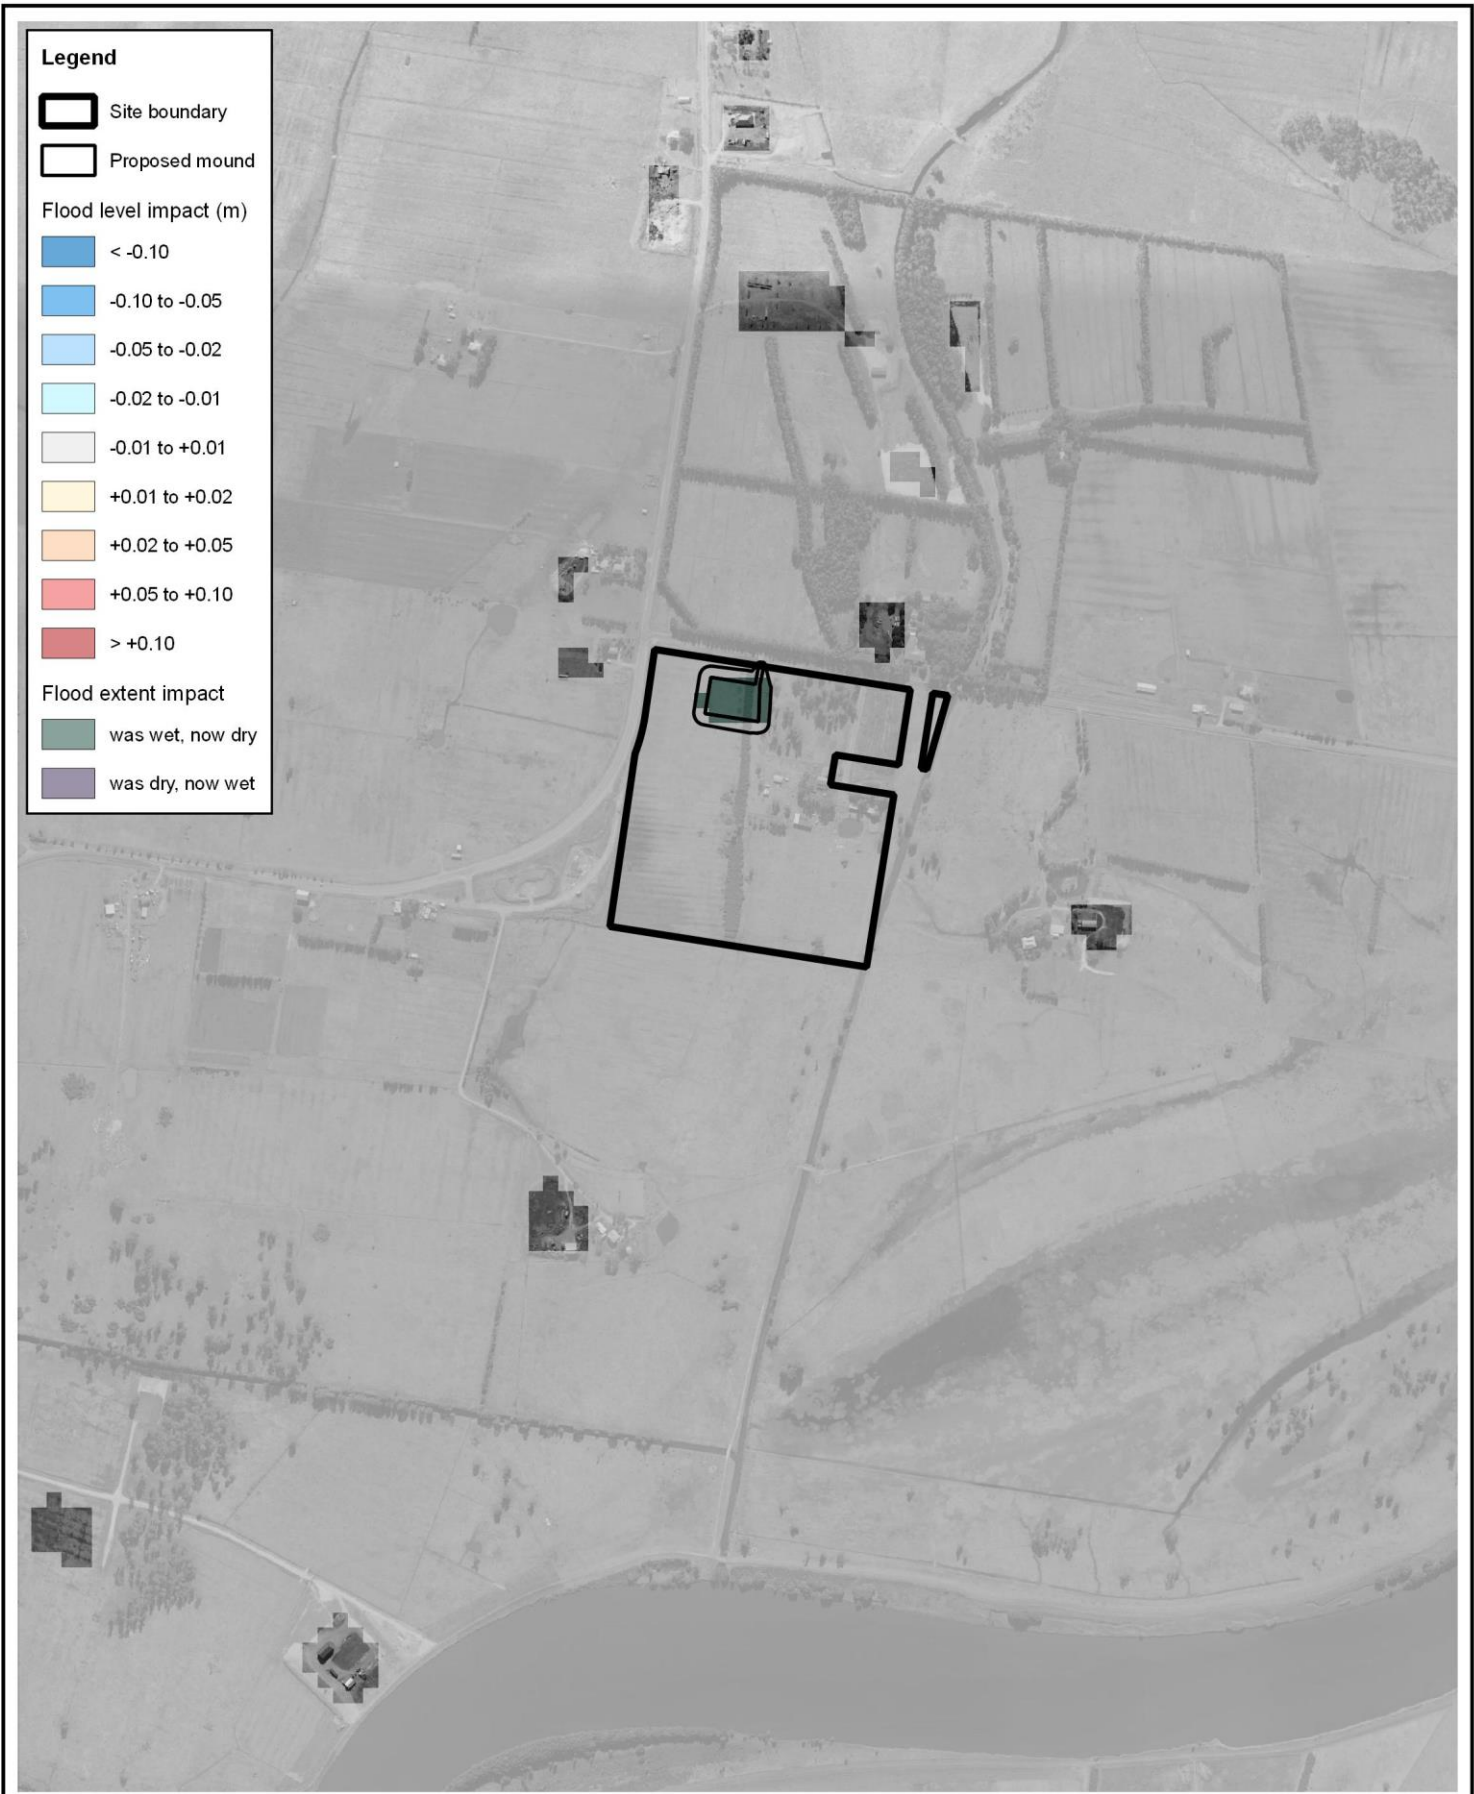 Legend
Site boundary
Proposed mound
Flood level impact (m)
< -0.10
-0.10 to -0.05
-0.05 to -0.02
-0.02 to -0.01
-0.01 to +0.01
+0.01 to +0.02
+0.02 to +0.05
+0.05 to +0.10
> +0.10
Flood extent impact
was wet, now dry
was dry, now wet